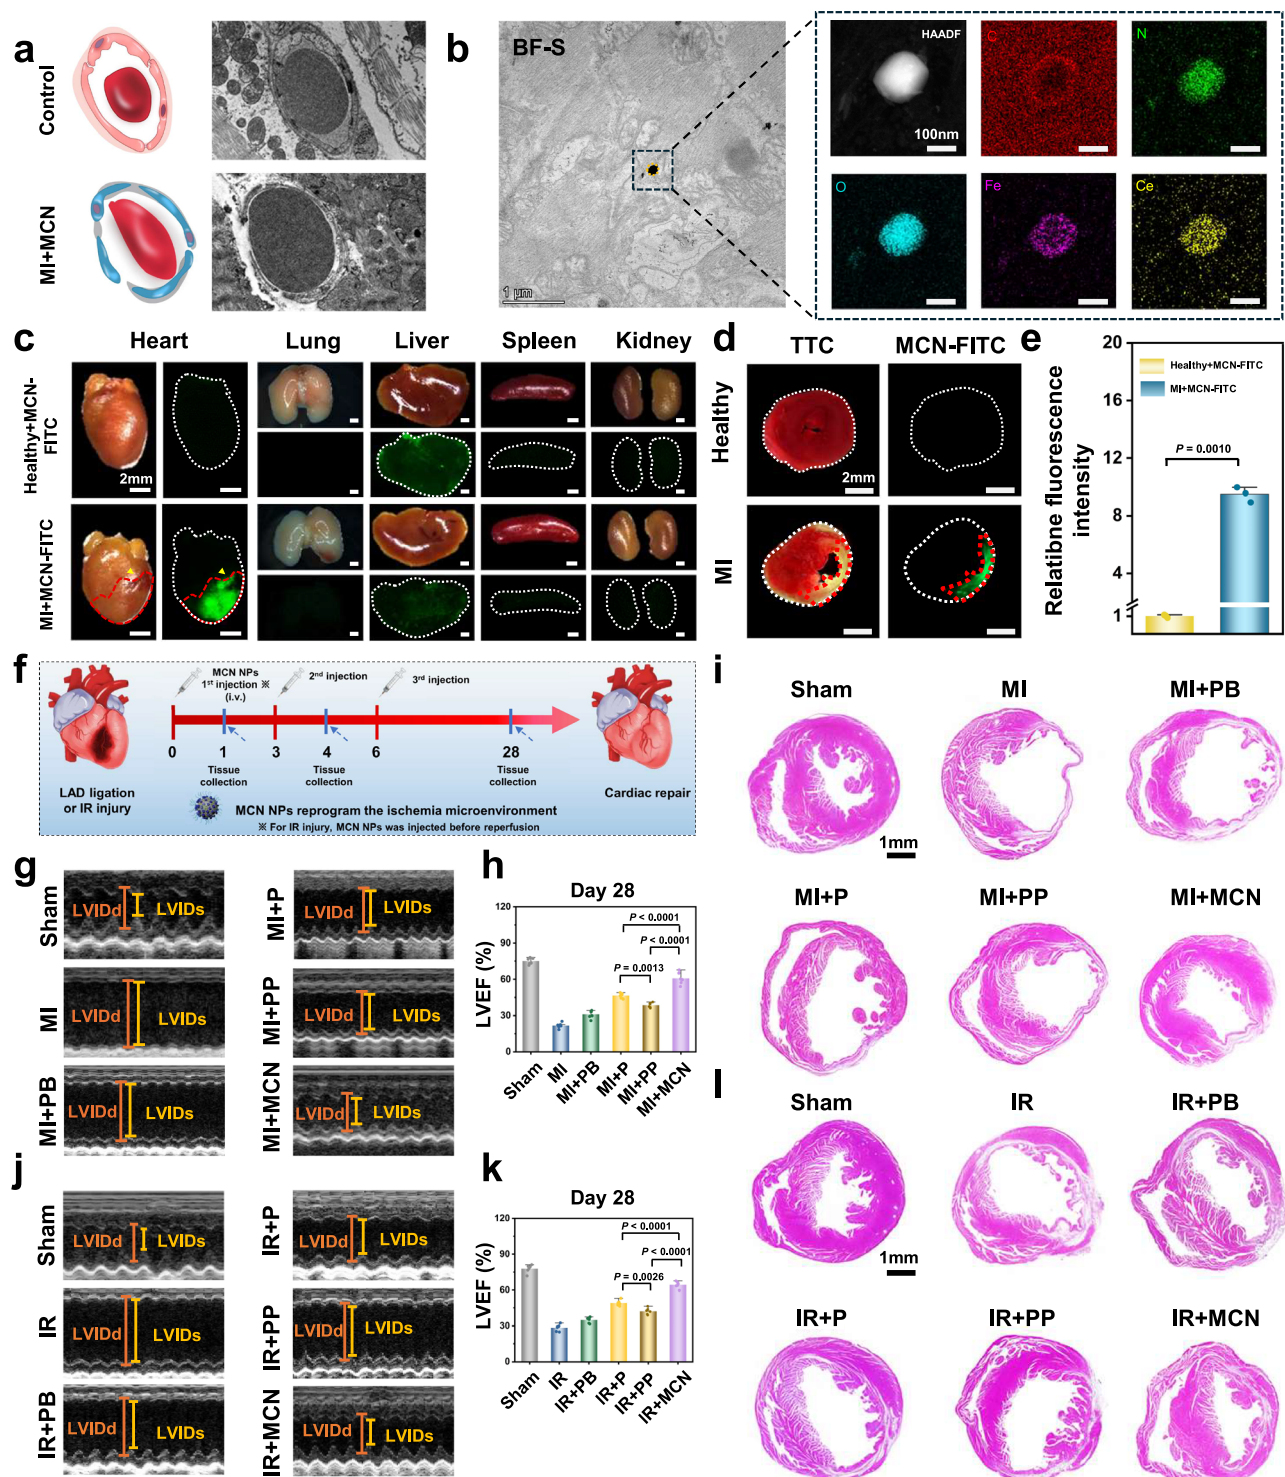 a
Control
MI+MCN
b
BF-S
1 μm
HAADF
100nm
C
N
O
Fe
Ce
c
Heart
Lung
Liver
Spleen
Kidney
Healthy+MCN-
FITC
2mm
MI+MCN-FITC
d
TTC
MCN-FITC
Healthy
2mm
MI
e
Relatibne fluorescence
intensity
20
16
12
8
4
1
Healthy+MCN-FITC
MI+MCN-FITC
P = 0.0010
f
MCN NPs
1st injection ※
(i.v.)
2nd injection
3rd injection
0
1
3
4
6
28
Tissue
collection
Tissue
collection
Tissue
collection
LAD ligation
or IR injury
Cardiac repair
MCN NPs reprogram the ischemia microenvironment
※ For IR injury, MCN NPs was injected before reperfusion
g
Sham
LVIDd
LVIDs
MI
LVIDd
LVIDs
MI+PB
LVIDd
LVIDs
MI+P
LVIDd
LVIDs
MI+PP
LVIDd
LVIDs
MI+MCN
LVIDd
LVIDs
h
Day 28
LVEF (%)
120
90
60
30
0
P < 0.0001
P < 0.0001
P = 0.0013
Sham
MI
MI+PB
MI+P
MI+PP
MI+MCN
i
Sham
MI
MI+PB
1mm
MI+P
MI+PP
MI+MCN
j
Sham
LVIDd
LVIDs
IR
LVIDd
LVIDs
IR+PB
LVIDd
LVIDs
IR+P
LVIDd
LVIDs
IR+PP
LVIDd
LVIDs
IR+MCN
LVIDd
LVIDs
k
Day 28
LVEF (%)
120
90
60
30
0
P < 0.0001
P < 0.0001
P = 0.0026
Sham
IR
IR+PB
IR+P
IR+PP
IR+MCN
l
Sham
IR
IR+PB
1mm
IR+P
IR+PP
IR+MCN